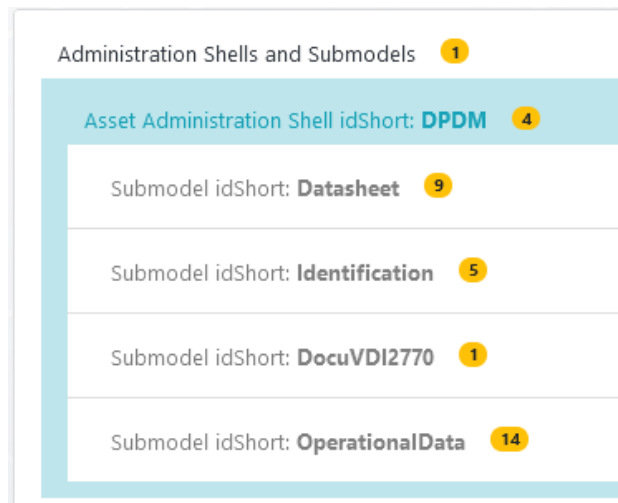 Administration Shells and Submodels 1
Asset Administration Shell idShort: DPDM 4
Submodel idShort: Datasheet 9
Submodel idShort: Identification 5
Submodel idShort: DocuVDI2770 1
Submodel idShort: OperationalData 14